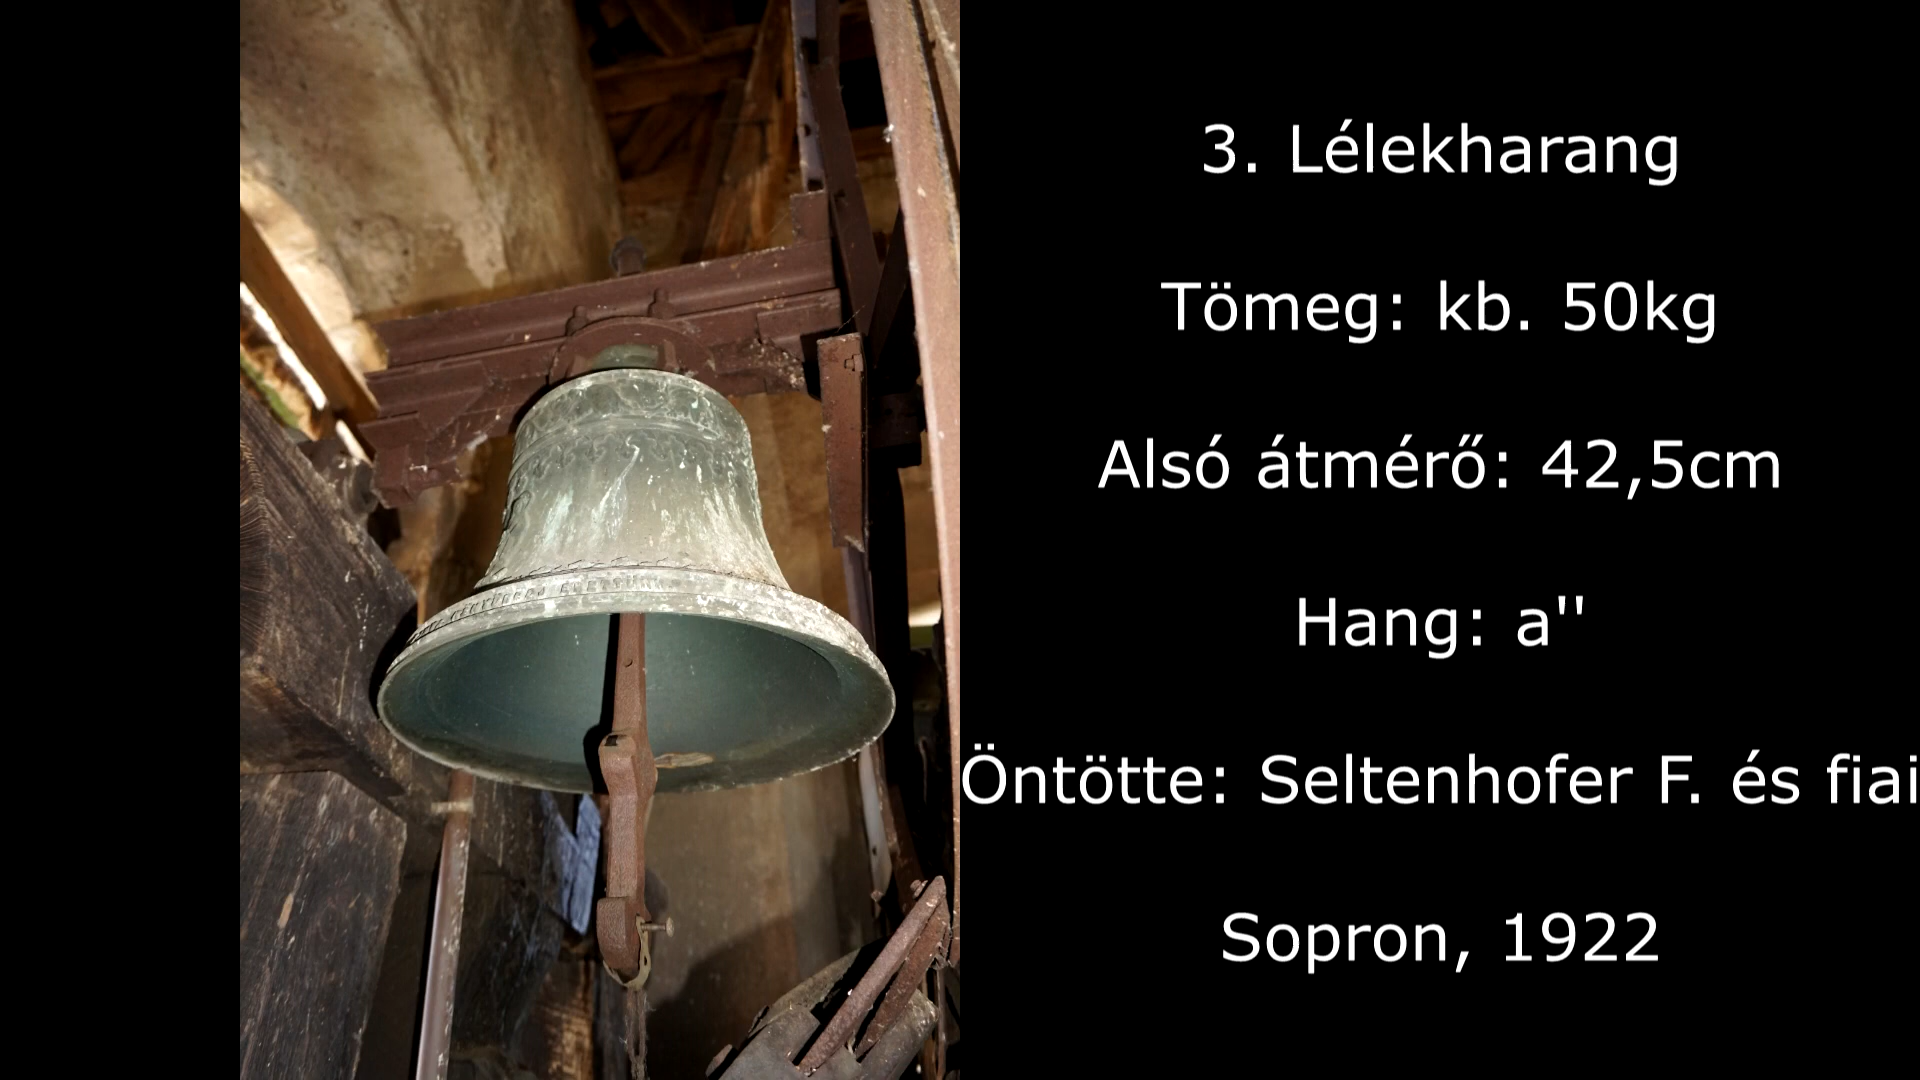 3. Lélekharang
Tömeg: kb. 50kg
Alsó átmérő: 42,5cm
Hang: a''
Öntötte: Seltenhofer F. és fiai
Sopron, 1922